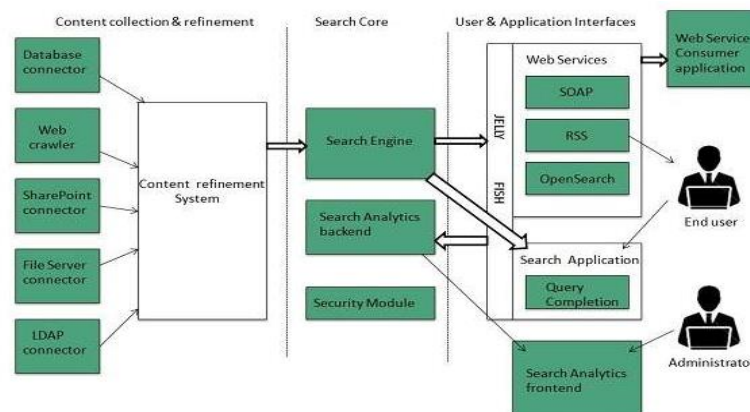 Content collection & refinement
Search Core
User & Application Interfaces
Database
connector
Web
crawler
SharePoint
connector
File Server
connector
LDAP
connector
Content refinement
System
Search Engine
Search Analytics
backend
Security Module
JELLY
FISH
Web Services
SOAP
RSS
OpenSearch
Search Application
Query
Completion
Search Analytics
frontend
Web Service
Consumer
application
End user
Administrato